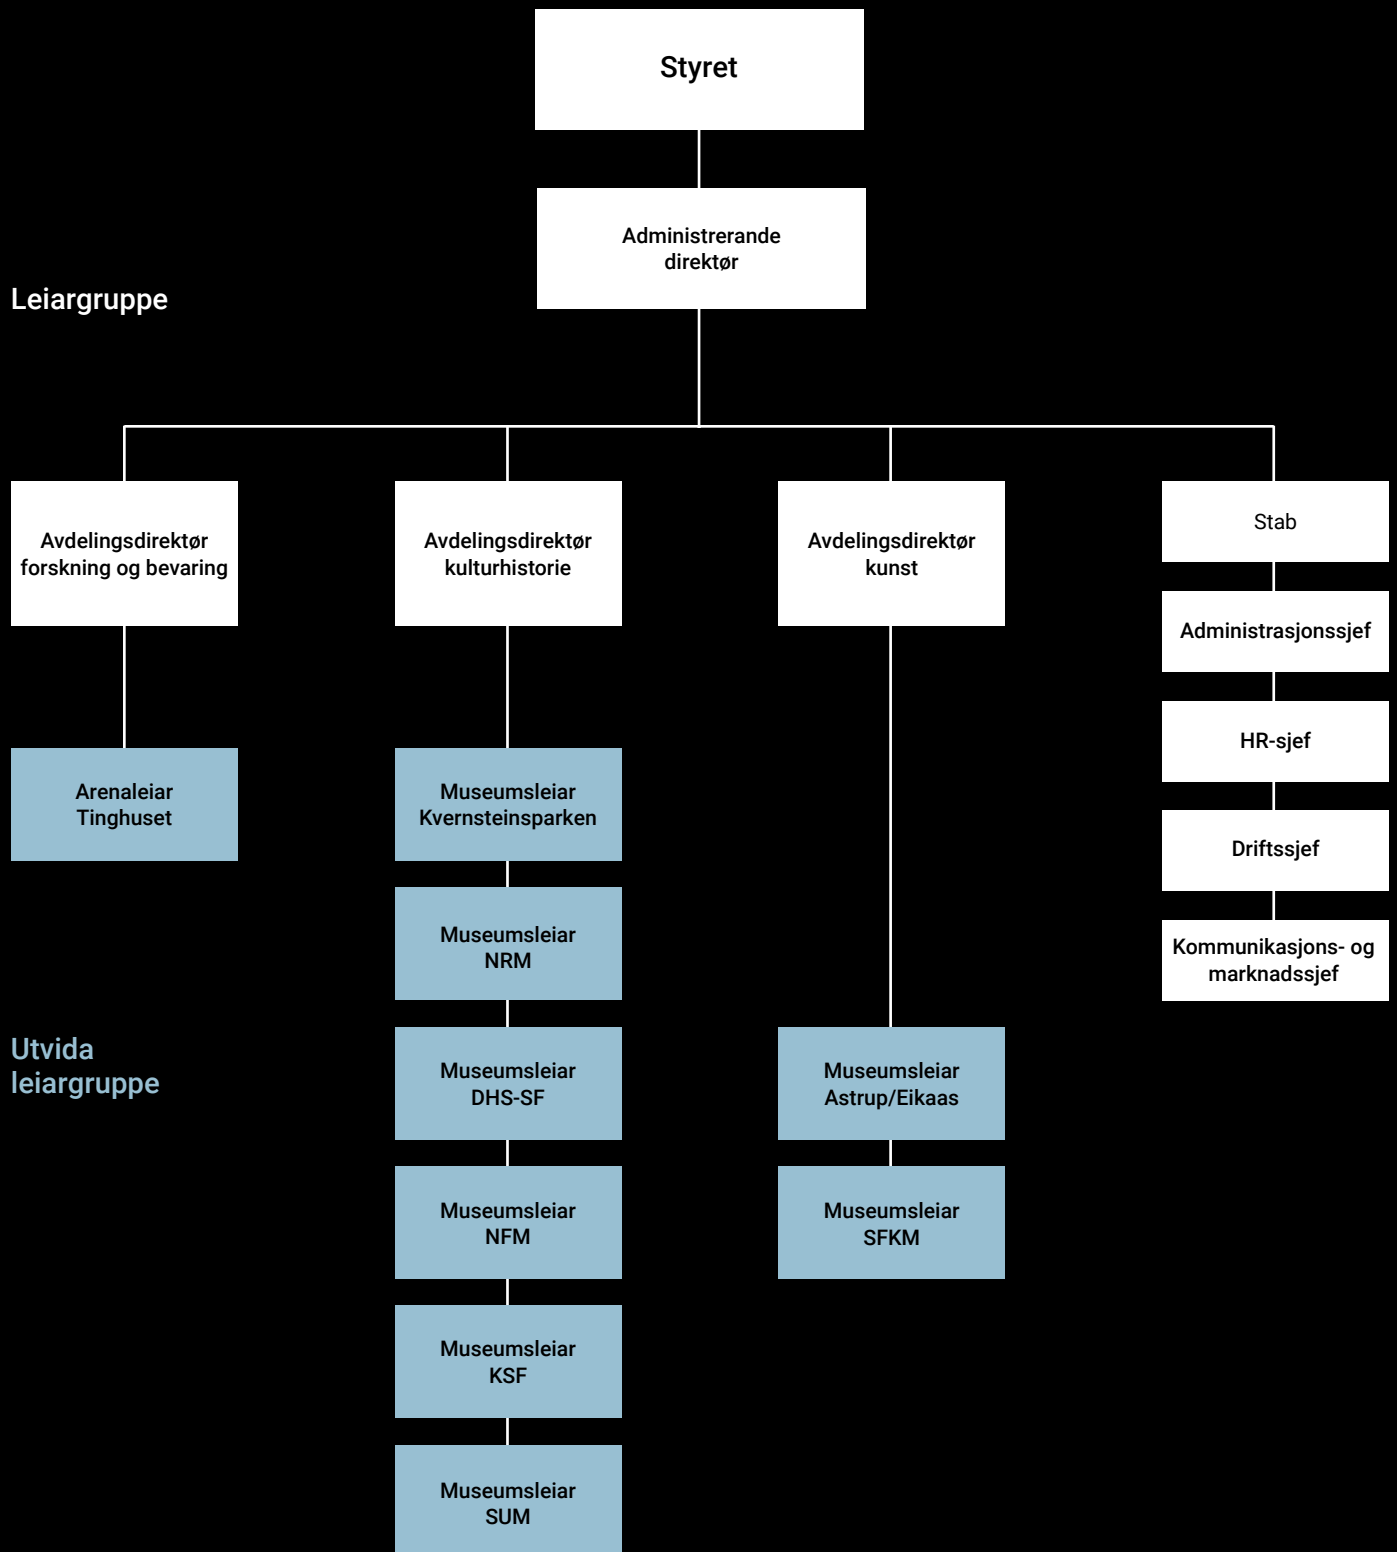 Styret
Administrerande
direktør
Leiargruppe
Avdelingsdirektør
forskning og bevaring
Avdelingsdirektør
kulturhistorie
Avdelingsdirektør
kunst
Stab
Administrasjonssjef
HR-sjef
Driftssjef
Kommunikasjons- og
marknadssjef
Arenaleiar
Tinghuset
Museumsleiar
Kvernsteinsparken
Museumsleiar
NRM
Utvida
leiargruppe
Museumsleiar
DHS-SF
Museumsleiar
NFM
Museumsleiar
KSF
Museumsleiar
SUM
Museumsleiar
Astrup/Eikaas
Museumsleiar
SFKM